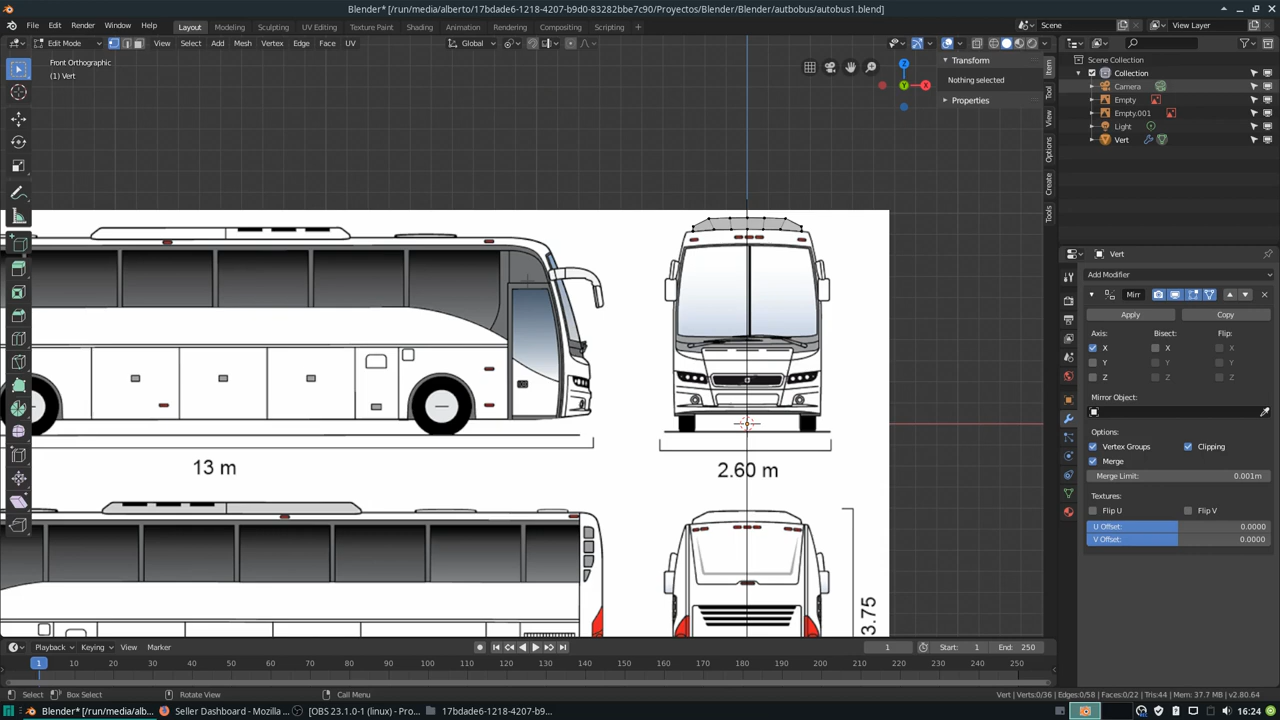 Blender* [/run/media/alberto/17bdade6-1218-4207-b9d0-83282bbe7c90/Proyectos/Blender/Blender/autbobus/autobus1.blend]
File Edit Render Window Help Layout Modeling Sculpting UV Editing Texture Paint Shading Animation Rendering Compositing Scripting + Scene View Layer
Edit Mode View Select Add Mesh Vertex Edge Face UV Global
Front Orthographic
(1) Vert
Transform
Nothing selected
Properties
Item
Tool
View
Options
Create
Tools
Scene Collection
Collection
Camera
Empty
Empty.001
Light
Vert
Vert
Add Modifier
Mirr
Apply Copy
Axis: Bisect: Flip:
X X X
Y Y Y
Z Z Z
Mirror Object:
Options:
Vertex Groups Clipping
Merge
Merge Limit: 0.001m
Textures:
Flip U Flip V
U Offset: 0.0000
V Offset: 0.0000
Z
Y
X
13 m
2.60 m
3.75
Playback Keying View Marker 1 Start: 1 End: 250
1 10 20 30 40 50 60 70 80 90 100 110 120 130 140 150 160 170 180 190 200 210 220 230 240 250
Select Box Select Rotate View Call Menu Vert | Verts:0/36 | Edges:0/58 | Faces:0/22 | Tris:44 | Mem: 37.7 MB | v2.80.64
Blender* [/run/media/alb... Seller Dashboard - Mozilla ... [OBS 23.1.0-1 (linux) - Pro... 17bdade6-1218-4207-b9... 16:24